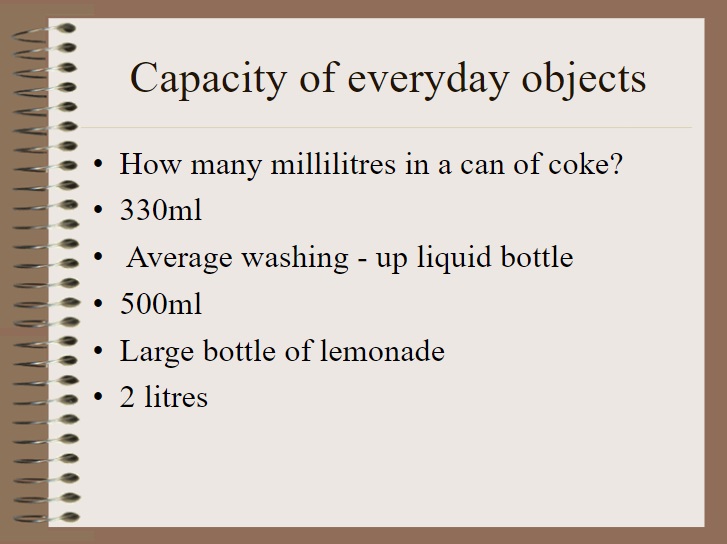 Capacity of everyday objects
• How many millilitres in a can of coke?
• 330ml
• Average washing - up liquid bottle
• 500ml
• Large bottle of lemonade
• 2 litres